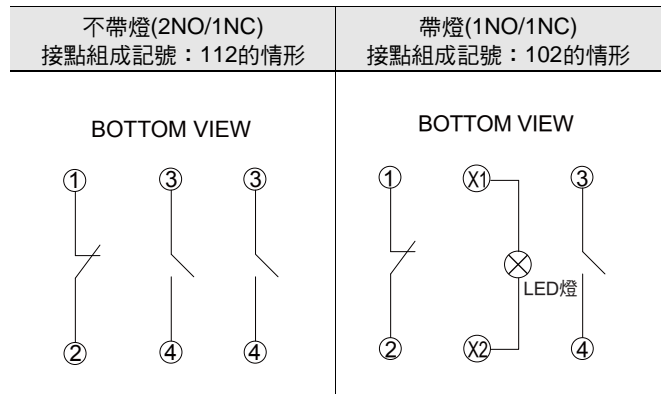 不帶燈(2NO/1NC)
接點組成記號：112的情形
帶燈(1NO/1NC)
接點組成記號：102的情形
BOTTOM VIEW
① ③ ③
② ④ ④
BOTTOM VIEW
① X1 ③
LED燈
② X2 ④